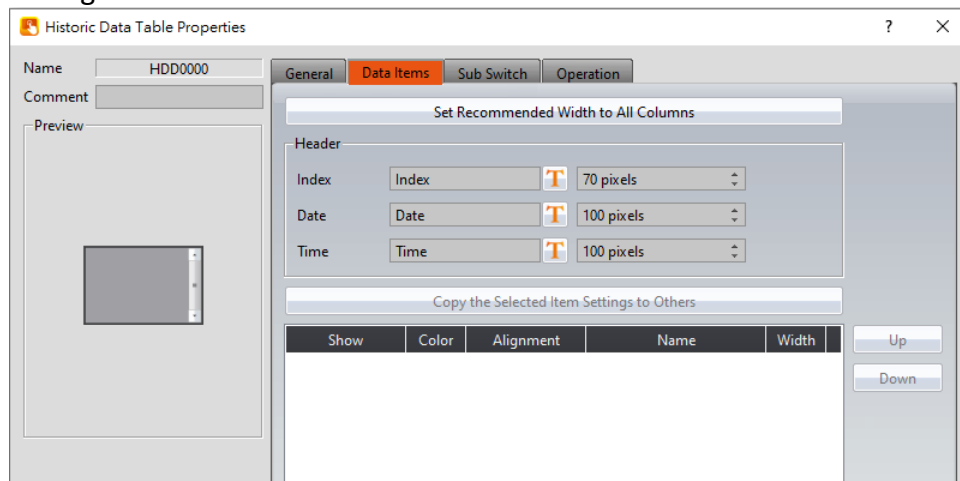 Historic Data Table Properties ? ×
Name HDD0000
Comment
Preview
General Data Items Sub Switch Operation
Set Recommended Width to All Columns
Header
Index Index T 70 pixels
Date Date T 100 pixels
Time Time T 100 pixels
Copy the Selected Item Settings to Others
Show Color Alignment Name Width
Up
Down